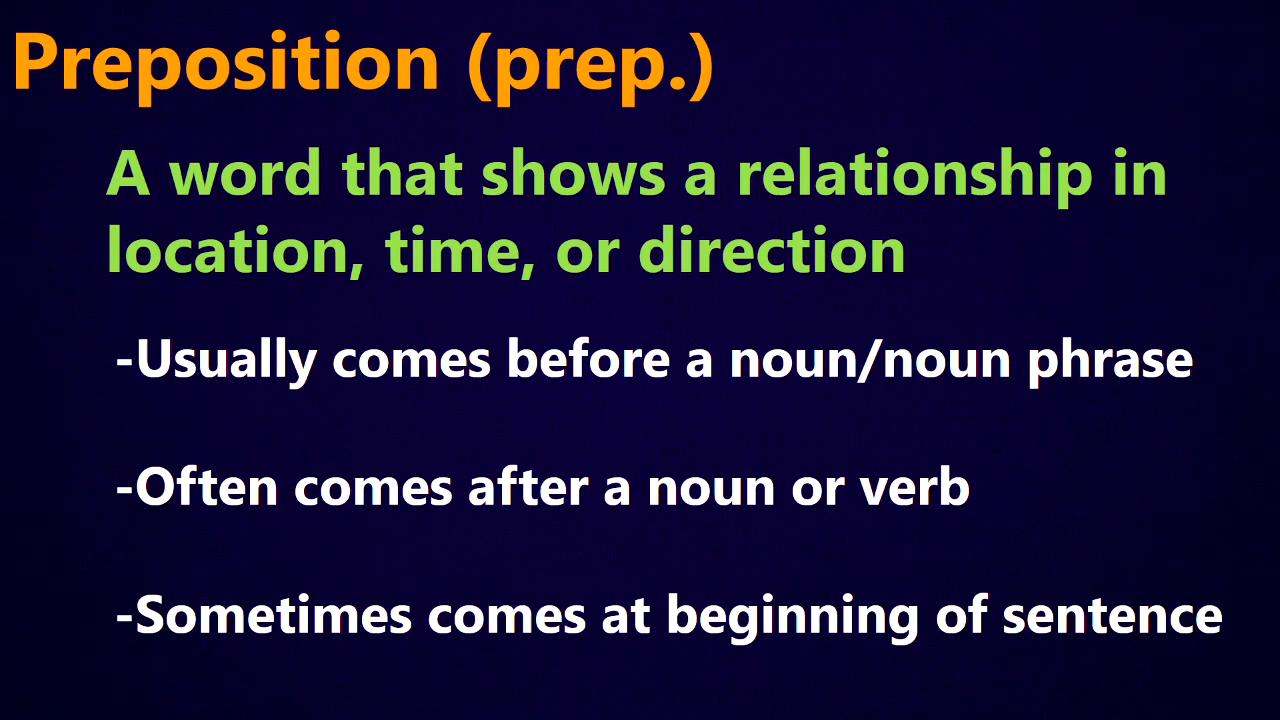 Preposition (prep.)
A word that shows a relationship in
location, time, or direction
-Usually comes before a noun/noun phrase
-Often comes after a noun or verb
-Sometimes comes at beginning of sentence